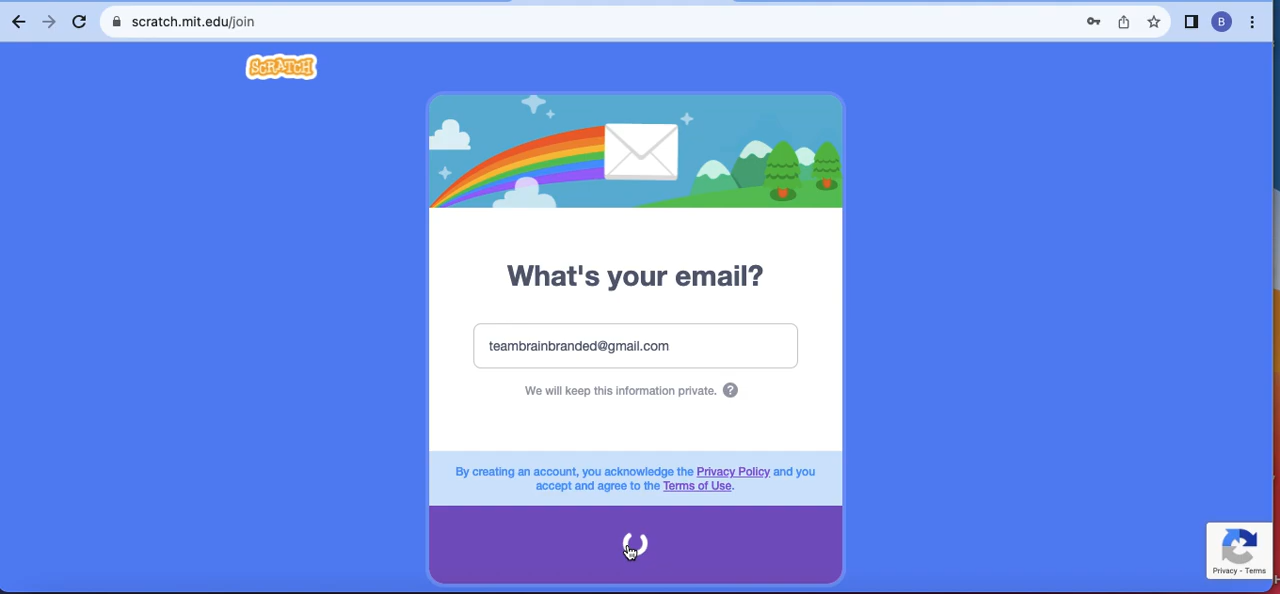 scratch.mit.edu/join
B
SCRATCH
What's your email?
teambrainbranded@gmail.com
We will keep this information private. ?
By creating an account, you acknowledge the Privacy Policy and you
accept and agree to the Terms of Use.
Privacy - Terms